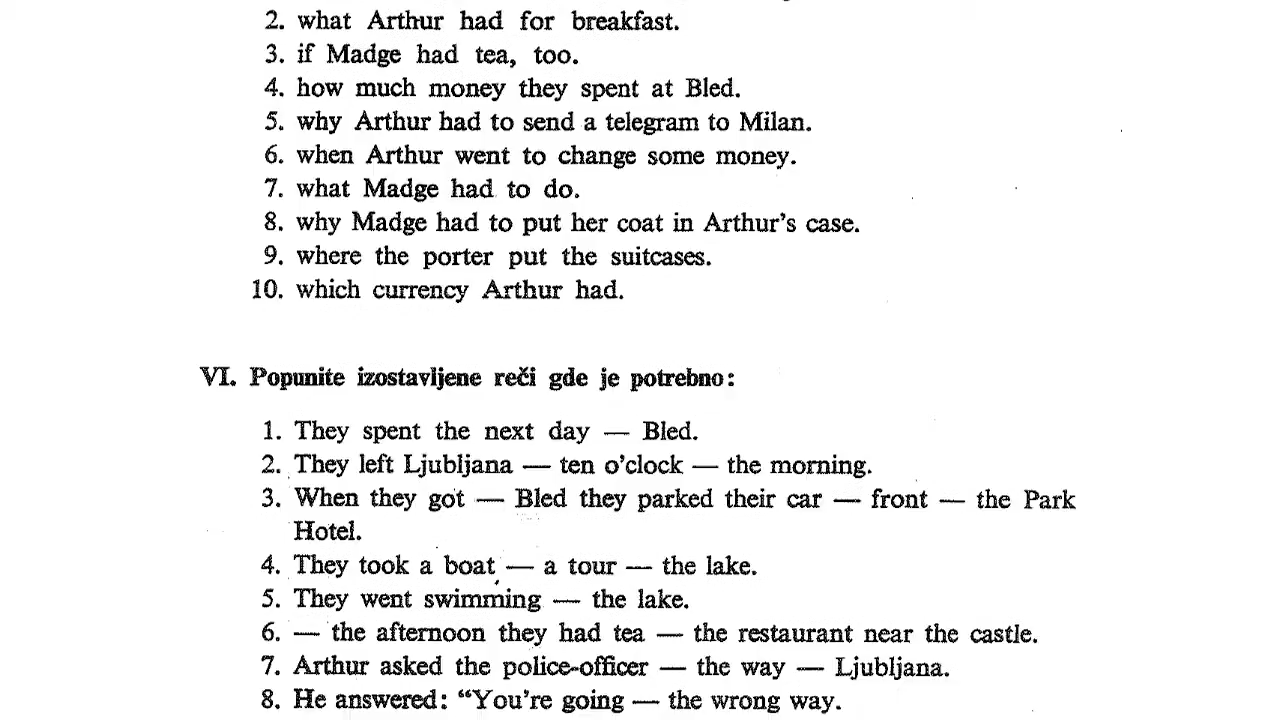 2. what Arthur had for breakfast.
3. if Madge had tea, too.
4. how much money they spent at Bled.
5. why Arthur had to send a telegram to Milan.
6. when Arthur went to change some money.
7. what Madge had to do.
8. why Madge had to put her coat in Arthur's case.
9. where the porter put the suitcases.
10. which currency Arthur had.
VI. Popunite izostavljene reči gde je potrebno:
1. They spent the next day — Bled.
2. They left Ljubljana — ten o'clock — the morning.
3. When they got — Bled they parked their car — front — the Park
Hotel.
4. They took a boat — a tour — the lake.
5. They went swimming — the lake.
6. — the afternoon they had tea — the restaurant near the castle.
7. Arthur asked the police-officer — the way — Ljubljana.
8. He answered: "You're going — the wrong way.